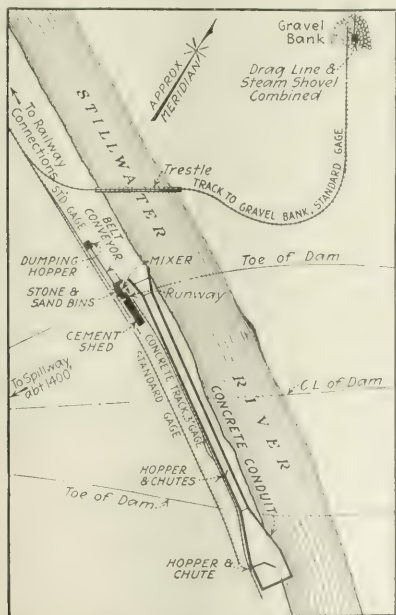 Gravel
Bank
Drag Line &
Steam Shovel
Combined
APPROX.
MERIDIAN
STILLWATER
RIVER
To Railway
Connections
Trestle
TRACK TO GRAVEL BANK, STANDARD GAGE
STD GAGE
BELT
CONVEYOR
MIXER
DUMPING
HOPPER
Toe of Dam
STONE &
SAND BINS
Runway
CEMENT
SHED
To Spillway,
abt 1400'
CONCRETE TRACK, 3' GAGE
STANDARD GAGE
C.L. of Dam
CONCRETE CONDUIT
HOPPER
& CHUTES
Toe of Dam
HOPPER &
CHUTE